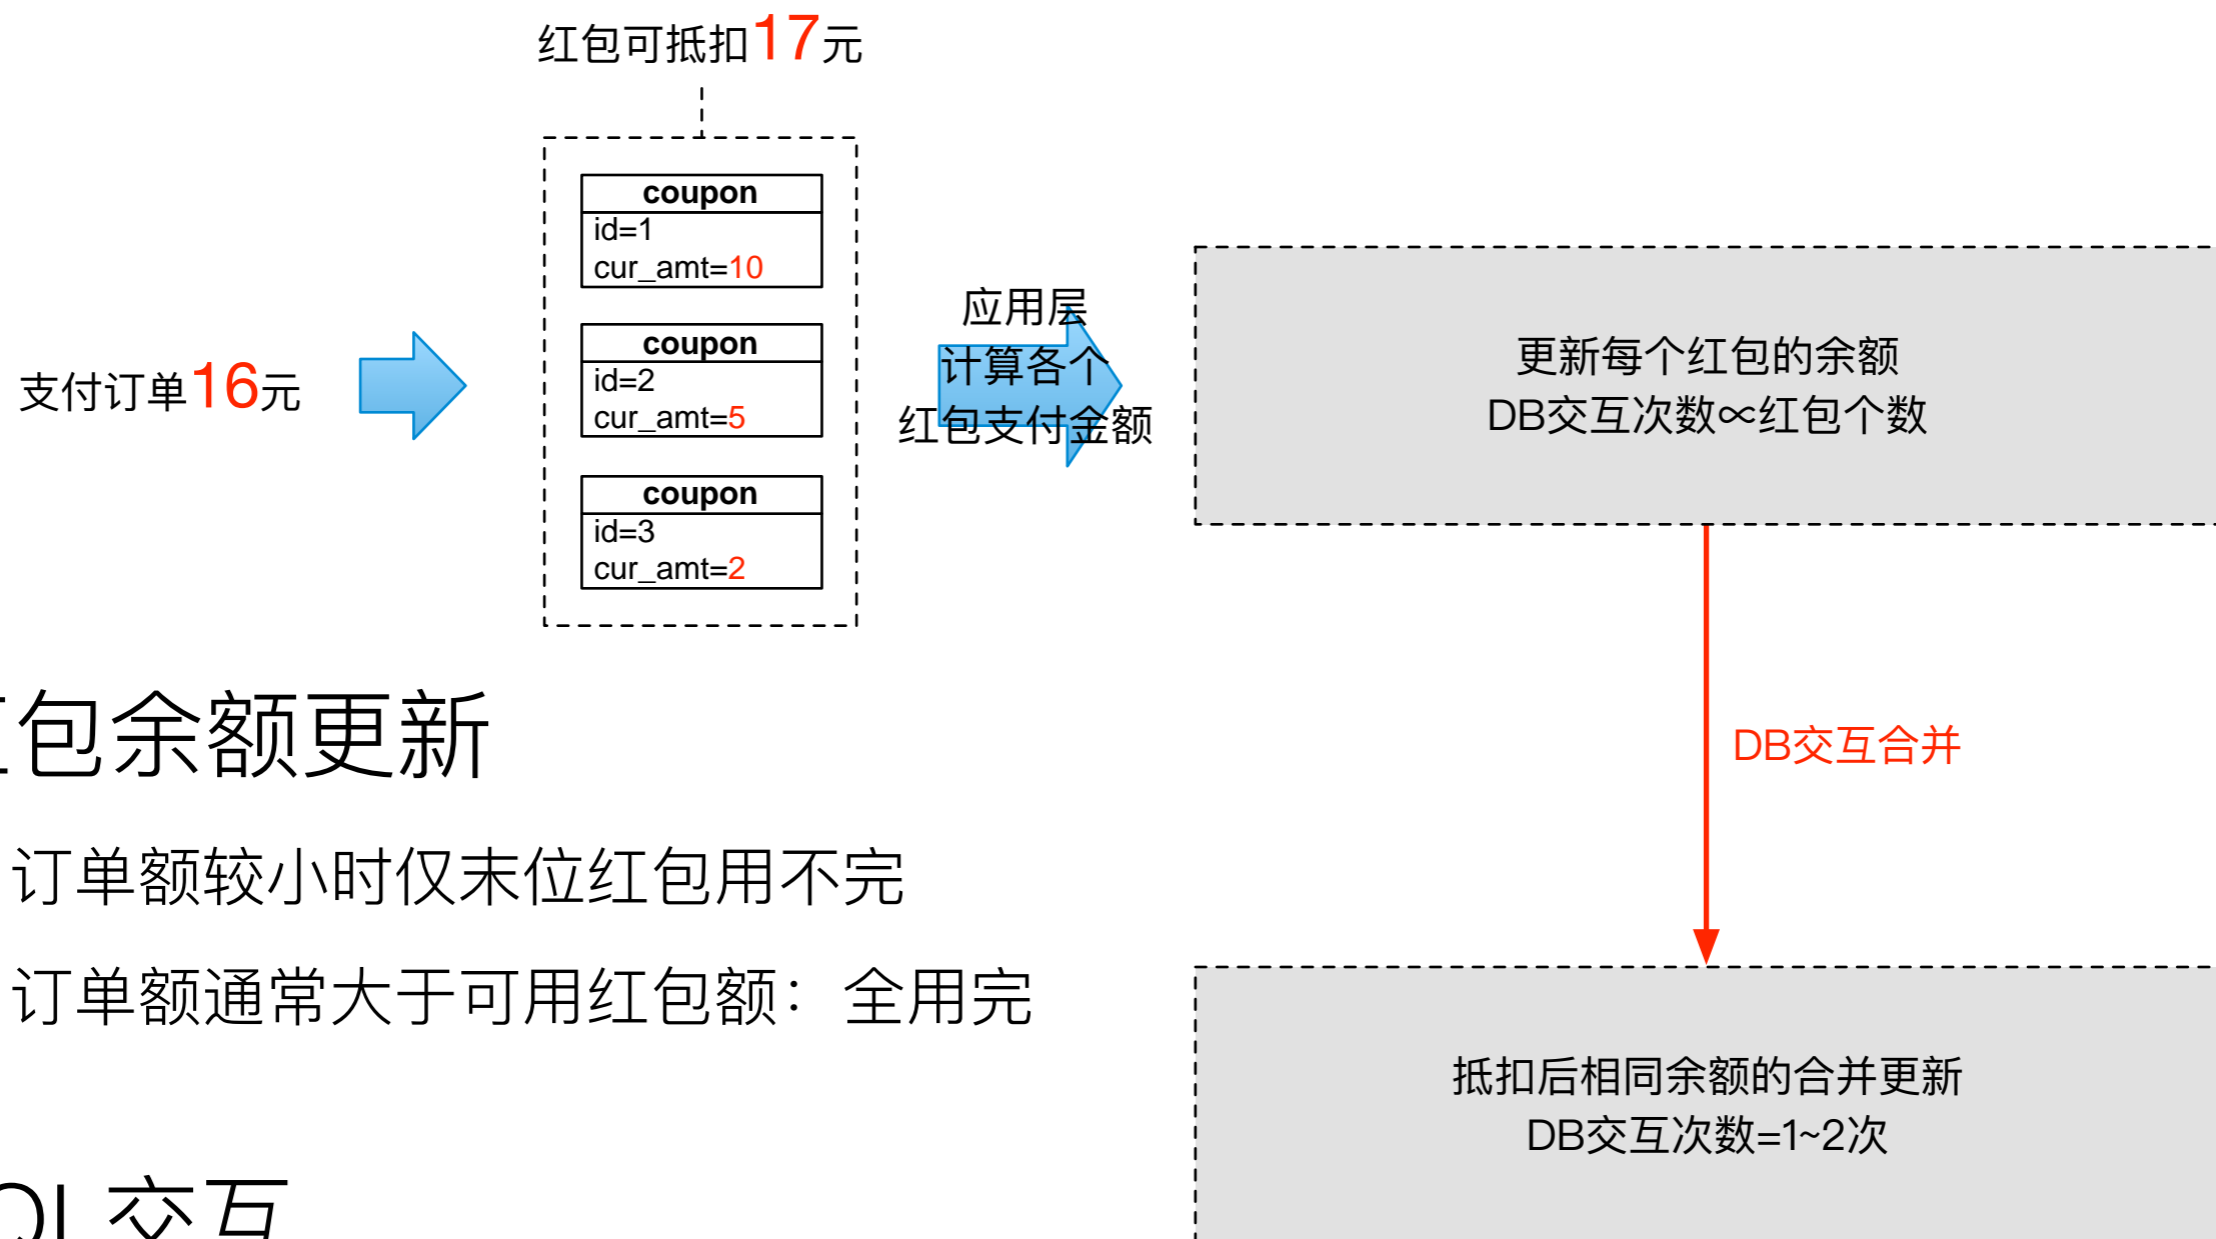 红包可抵扣17元
coupon
id=1
cur_amt=10
coupon
id=2
cur_amt=5
coupon
id=3
cur_amt=2
支付订单16元
应用层
计算各个
红包支付金额
更新每个红包的余额
DB交互次数∝红包个数
DB交互合并
包余额更新
订单额较小时仅末位红包用不完
订单额通常大于可用红包额：全用完
抵扣后相同余额的合并更新
DB交互次数=1~2次
QL交互